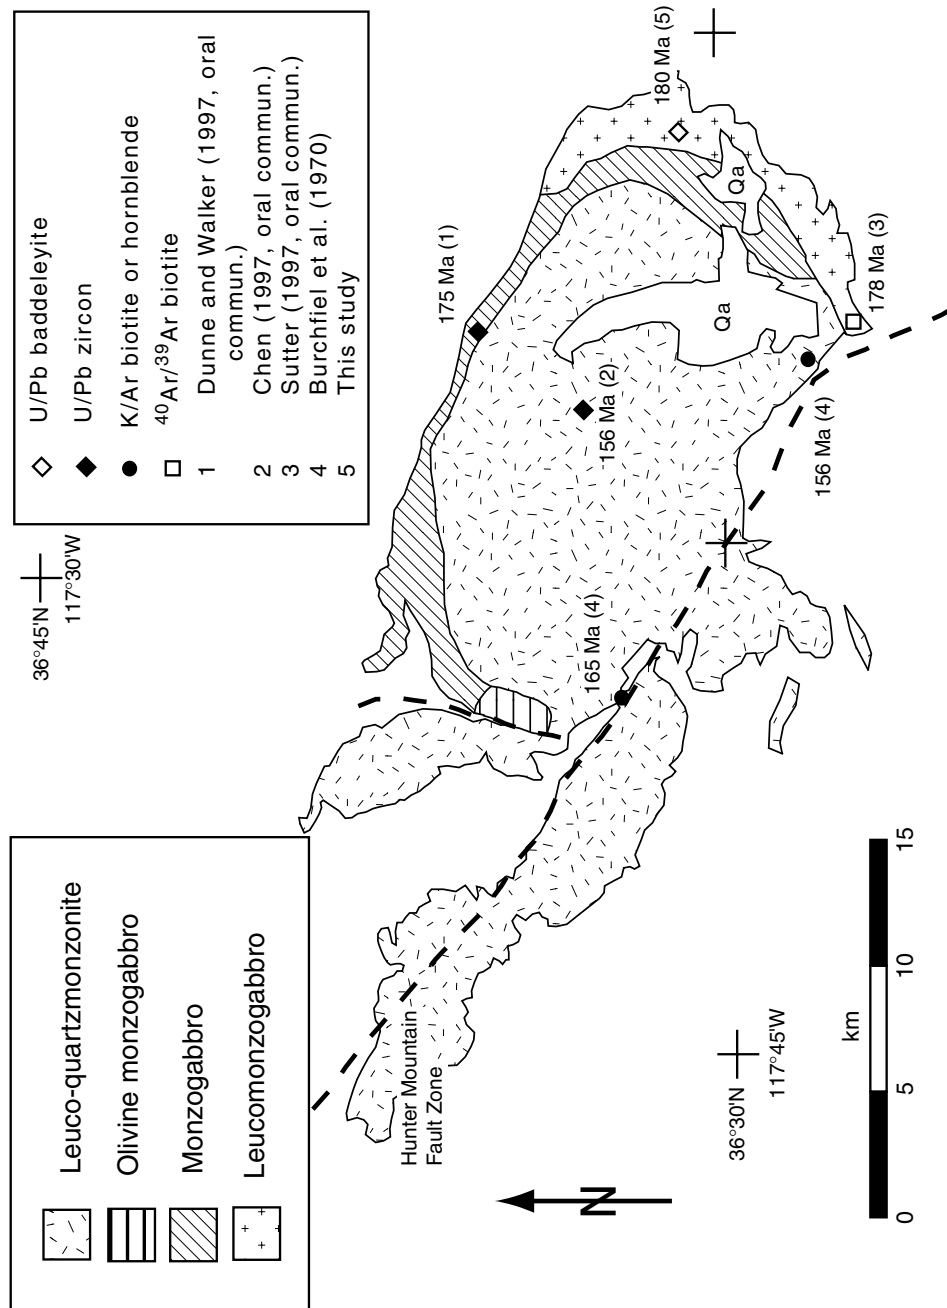 Leuco-quartzmonzonite
Olivine monzogabbro
Monzogabbro
Leucomonzogabbro
36°45'N
117°30'W
U/Pb baddeleyite
U/Pb zircon
K/Ar biotite or hornblende
40Ar/39Ar biotite
1 Dunne and Walker (1997, oral
commun.)
2 Chen (1997, oral commun.)
3 Sutter (1997, oral commun.)
4 Burchfiel et al. (1970)
5 This study
175 Ma (1)
180 Ma (5)
Hunter Mountain
Fault Zone
165 Ma (4)
156 Ma (2)
Qa
Qa
156 Ma (4)
178 Ma (3)
N
36°30'N
117°45'W
km
0 5 10 15